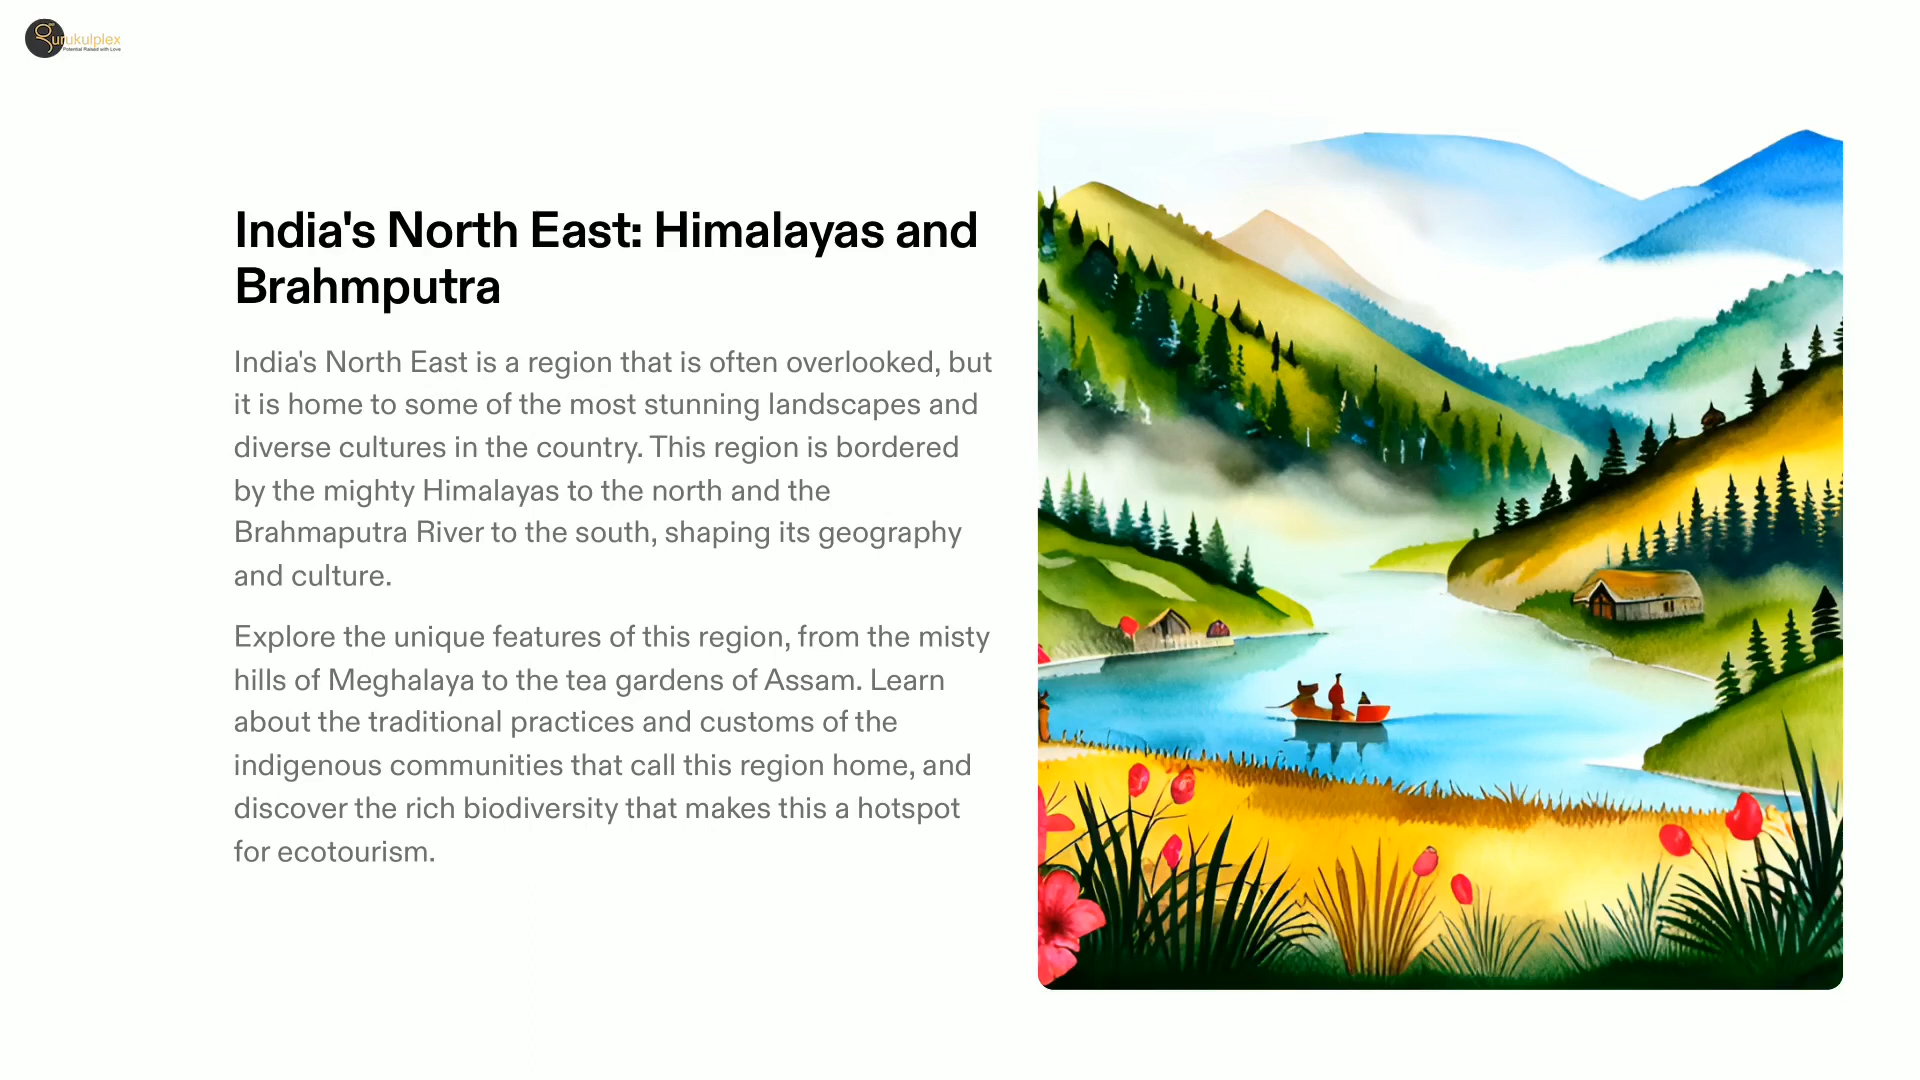 gurukulplex
Potential Raised with Love
India's North East: Himalayas and
Brahmputra
India's North East is a region that is often overlooked, but
it is home to some of the most stunning landscapes and
diverse cultures in the country. This region is bordered
by the mighty Himalayas to the north and the
Brahmaputra River to the south, shaping its geography
and culture.
Explore the unique features of this region, from the misty
hills of Meghalaya to the tea gardens of Assam. Learn
about the traditional practices and customs of the
indigenous communities that call this region home, and
discover the rich biodiversity that makes this a hotspot
for ecotourism.